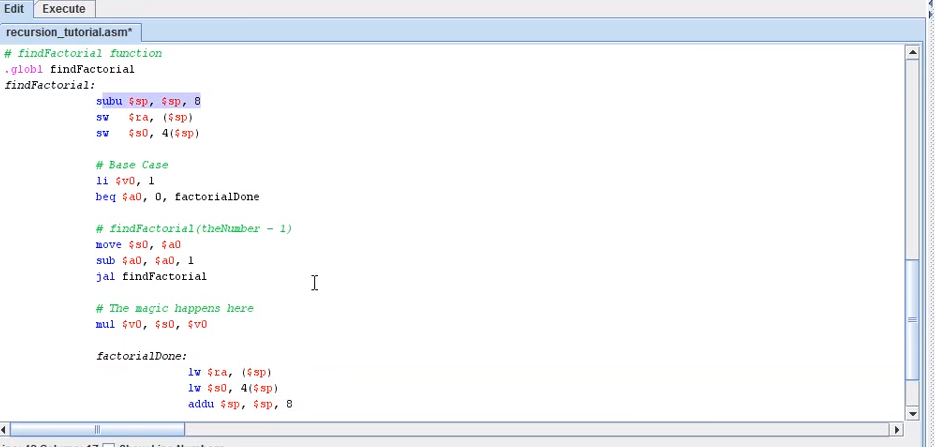 Edit Execute
recursion_tutorial.asm*
# findFactorial function
.globl findFactorial
findFactorial:
subu $sp, $sp, 8
sw $ra, ($sp)
sw $s0, 4($sp)
# Base Case
li $v0, 1
beq $a0, 0, factorialDone
# findFactorial(theNumber - 1)
move $s0, $a0
sub $a0, $a0, 1
jal findFactorial
# The magic happens here
mul $v0, $s0, $v0
factorialDone:
lw $ra, ($sp)
lw $s0, 4($sp)
addu $sp, $sp, 8